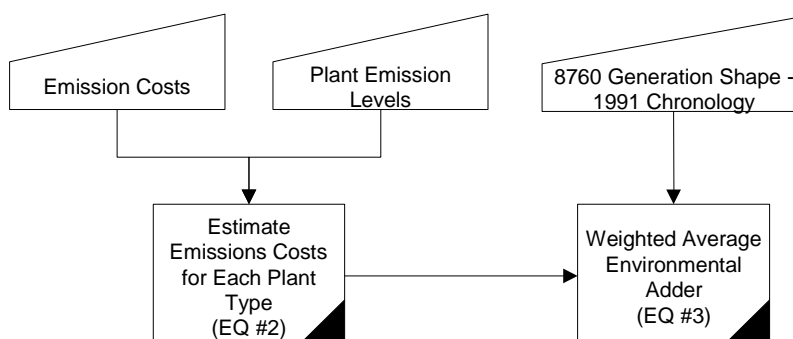 Emission Costs
Plant Emission
Levels
8760 Generation Shape -
1991 Chronology
Estimate
Emissions Costs
for Each Plant
Type
(EQ #2)
Weighted Average
Environmental
Adder
(EQ #3)